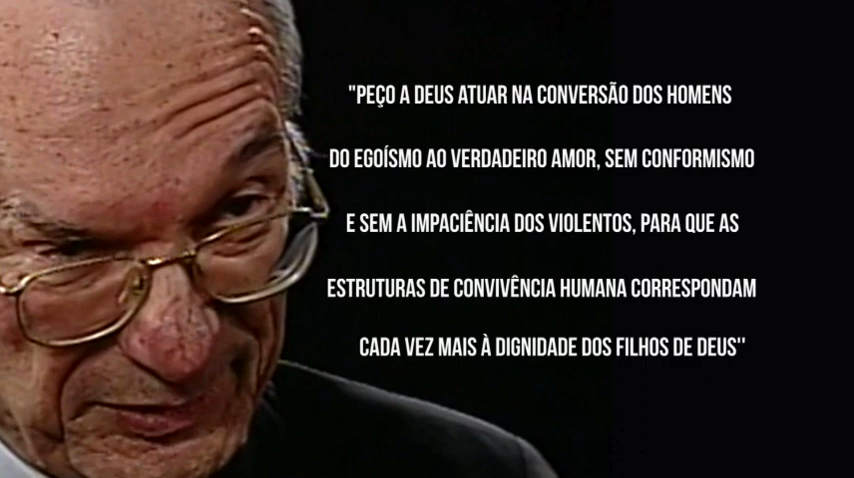 "PEÇO A DEUS ATUAR NA CONVERSÃO DOS HOMENS
DO EGOÍSMO AO VERDADEIRO AMOR, SEM CONFORMISMO
E SEM A IMPACIÊNCIA DOS VIOLENTOS, PARA QUE AS
ESTRUTURAS DE CONVIVÊNCIA HUMANA CORRESPONDAM
CADA VEZ MAIS À DIGNIDADE DOS FILHOS DE DEUS"